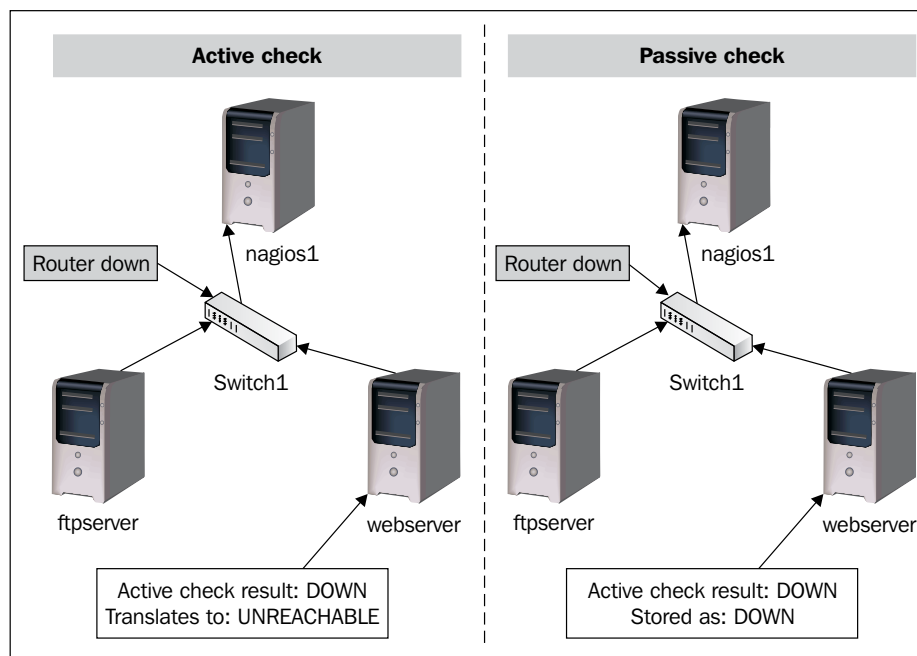 Active check
nagios1
Router down
Switch1
ftpserver
webserver
Active check result: DOWN
Translates to: UNREACHABLE
Passive check
nagios1
Router down
Switch1
ftpserver
webserver
Active check result: DOWN
Stored as: DOWN